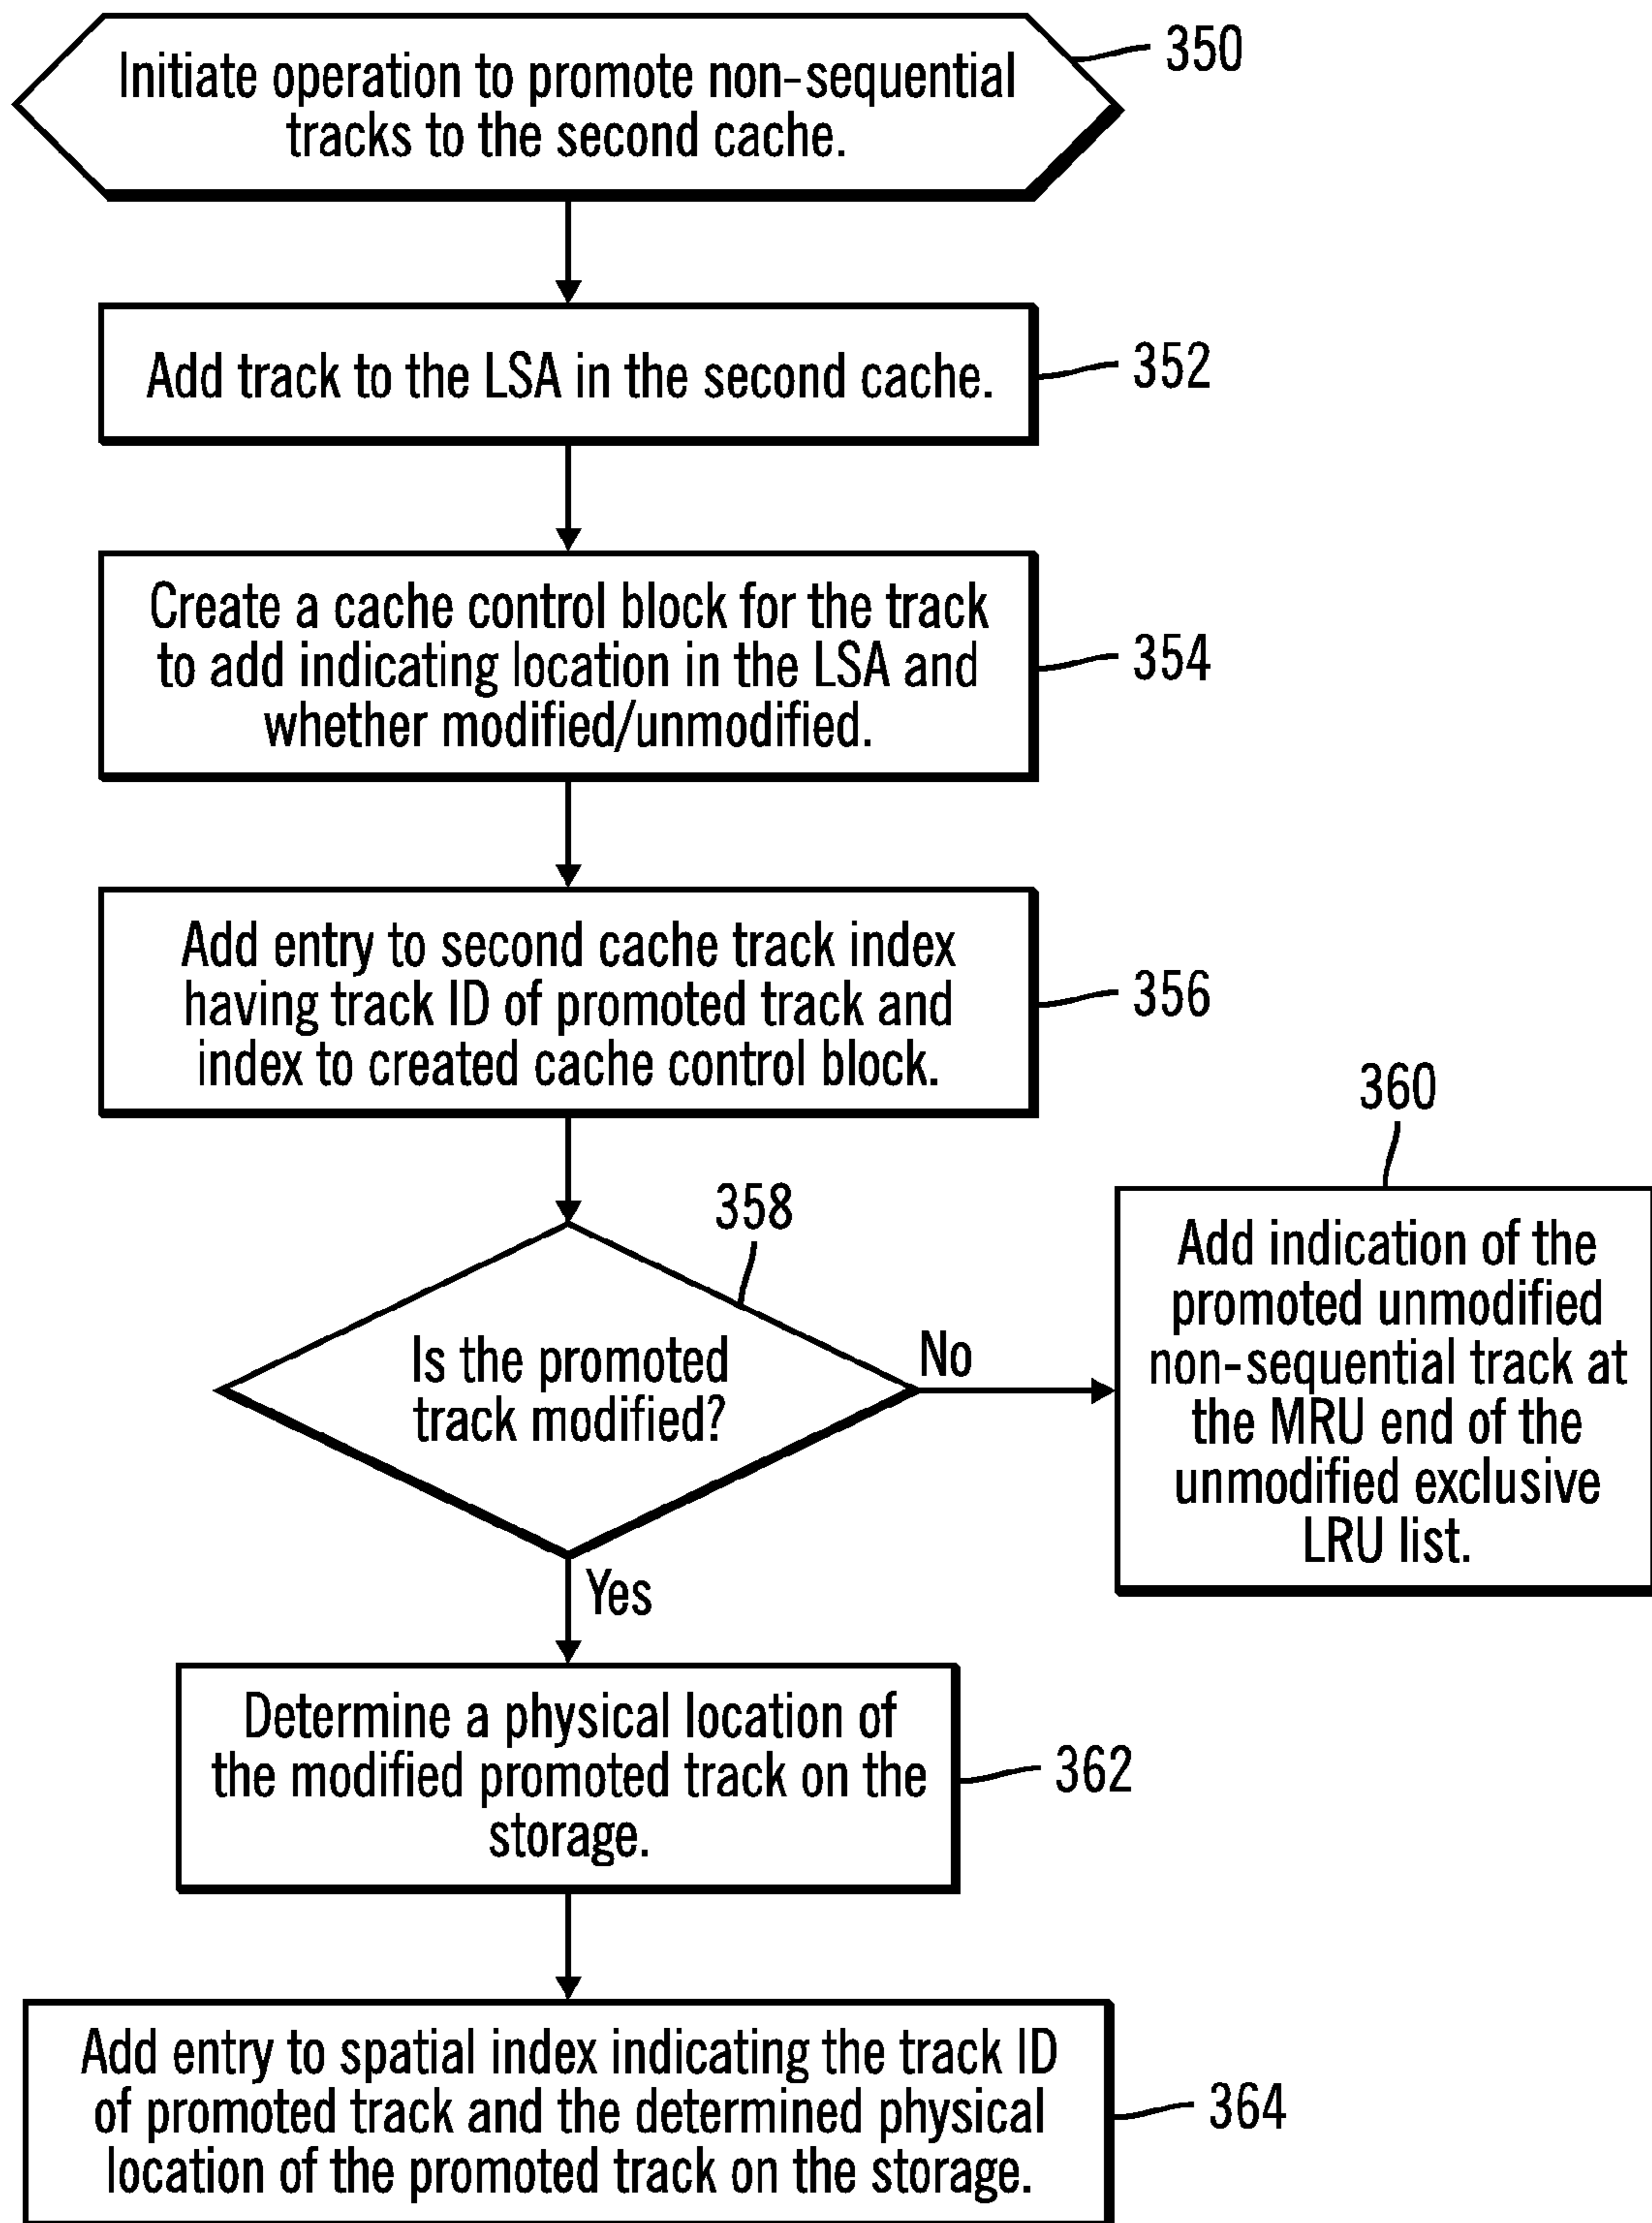 Initiate operation to promote non-sequential
tracks to the second cache.
350
Add track to the LSA in the second cache.
352
Create a cache control block for the track
to add indicating location in the LSA and
whether modified/unmodified.
354
Add entry to second cache track index
having track ID of promoted track and
index to created cache control block.
356
358
Is the promoted
track modified?
No
360
Add indication of the
promoted unmodified
non-sequential track at
the MRU end of the
unmodified exclusive
LRU list.
Yes
Determine a physical location of
the modified promoted track on the
storage.
362
Add entry to spatial index indicating the track ID
of promoted track and the determined physical
location of the promoted track on the storage.
364